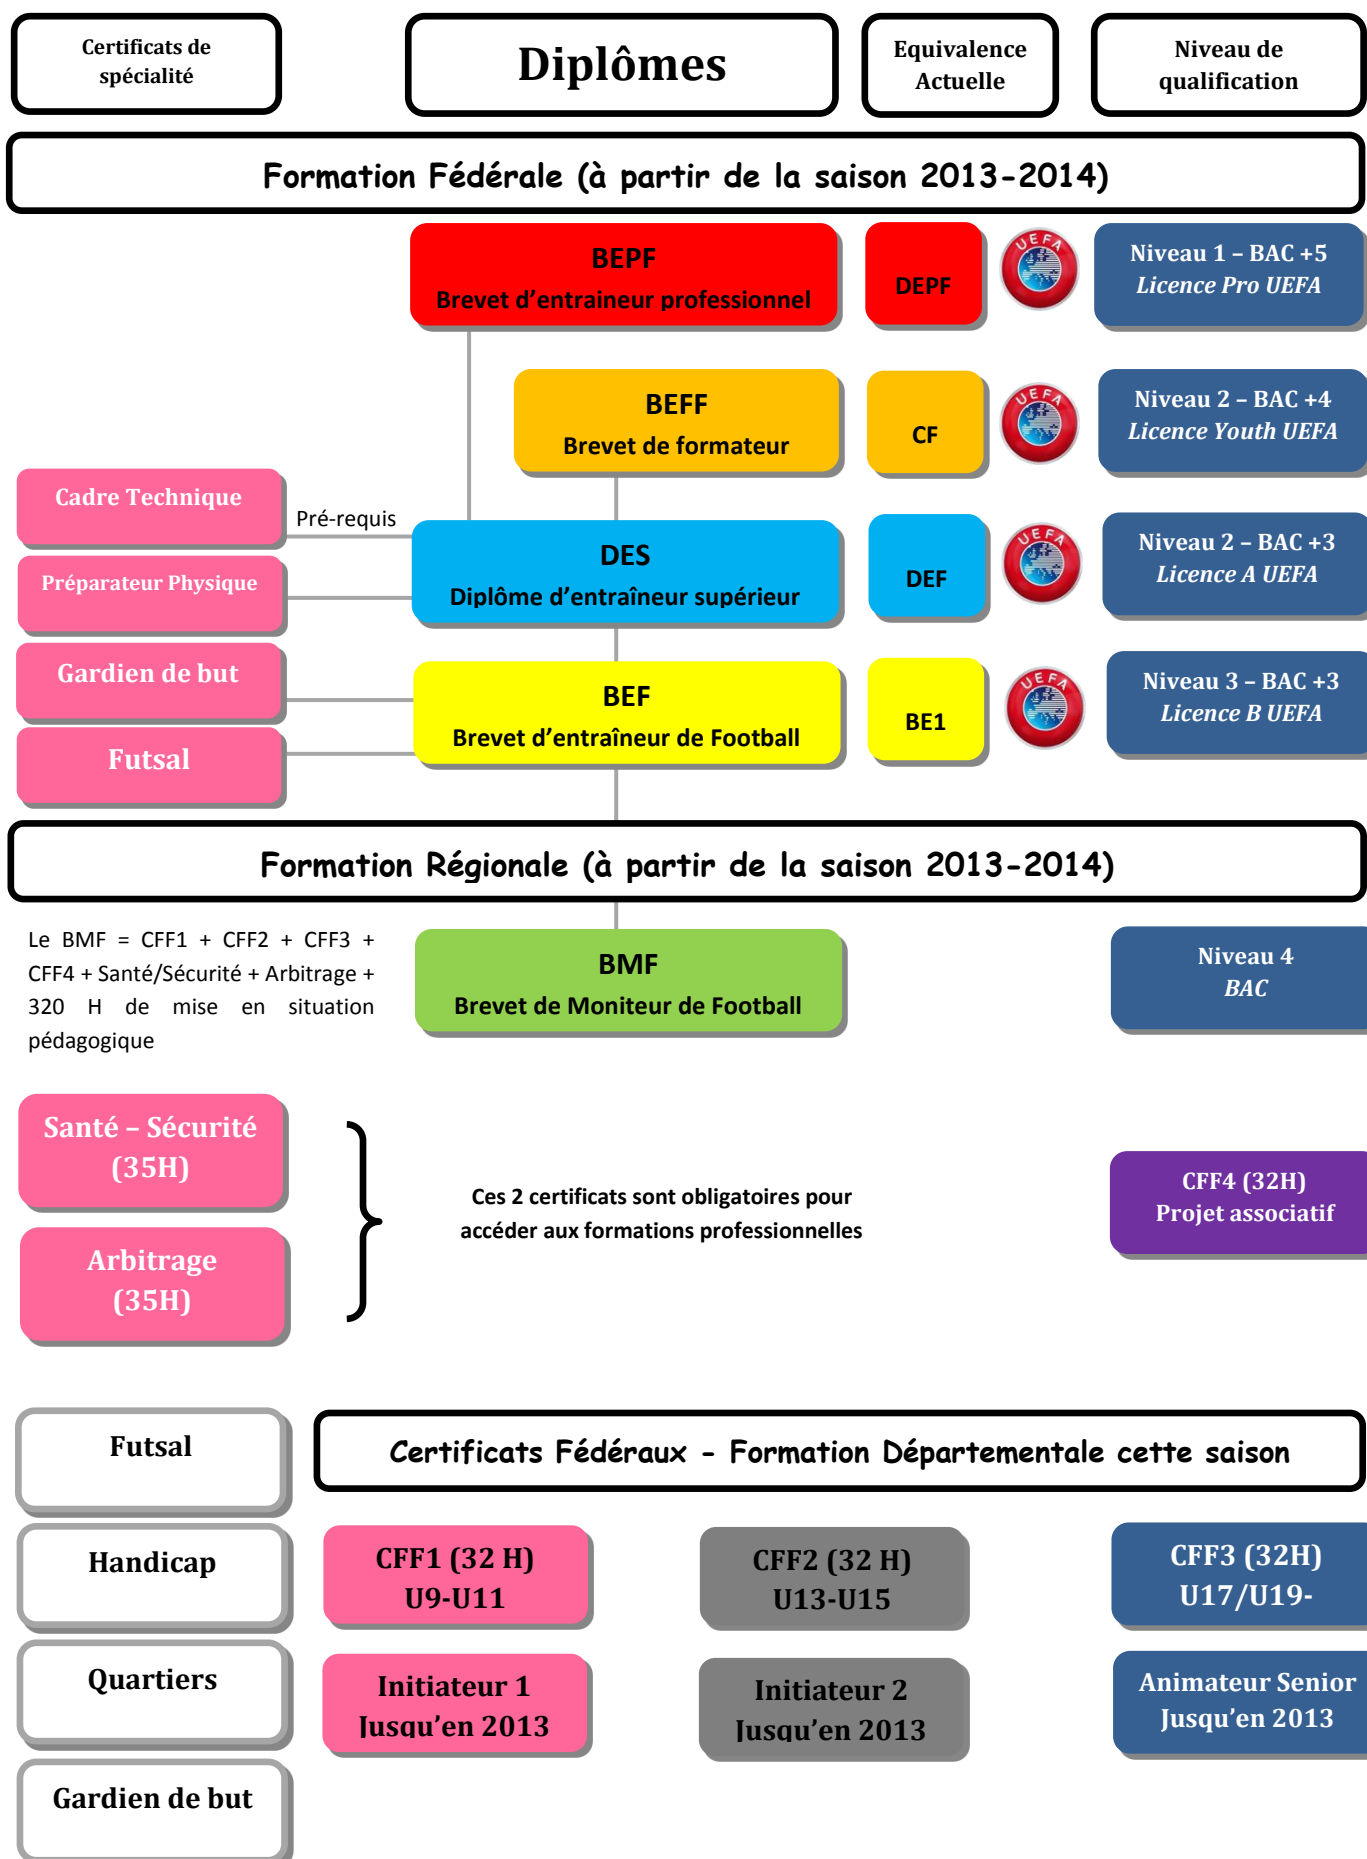 Certificats de
spécialité
Diplômes
Equivalence
Actuelle
Niveau de
qualification
Formation Fédérale (à partir de la saison 2013-2014)
BEPF
Brevet d’entraineur professionnel
DEPF
UEFA
Niveau 1 – BAC +5
Licence Pro UEFA
BEFF
Brevet de formateur
CF
UEFA
Niveau 2 – BAC +4
Licence Youth UEFA
Cadre Technique
Pré-requis
Préparateur Physique
DES
Diplôme d’entraîneur supérieur
DEF
UEFA
Niveau 2 – BAC +3
Licence A UEFA
Gardien de but
Futsal
BEF
Brevet d’entraîneur de Football
BE1
UEFA
Niveau 3 – BAC +3
Licence B UEFA
Formation Régionale (à partir de la saison 2013-2014)
Le BMF = CFF1 + CFF2 + CFF3 +
CFF4 + Santé/Sécurité + Arbitrage +
320 H de mise en situation
pédagogique
BMF
Brevet de Moniteur de Football
Niveau 4
BAC
Santé – Sécurité
(35H)
Arbitrage
(35H)
Ces 2 certificats sont obligatoires pour
accéder aux formations professionnelles
CFF4 (32H)
Projet associatif
Futsal
Certificats Fédéraux - Formation Départementale cette saison
Handicap
CFF1 (32 H)
U9-U11
CFF2 (32 H)
U13-U15
CFF3 (32H)
U17/U19-
Quartiers
Initiateur 1
Jusqu’en 2013
Initiateur 2
Jusqu’en 2013
Animateur Senior
Jusqu’en 2013
Gardien de but